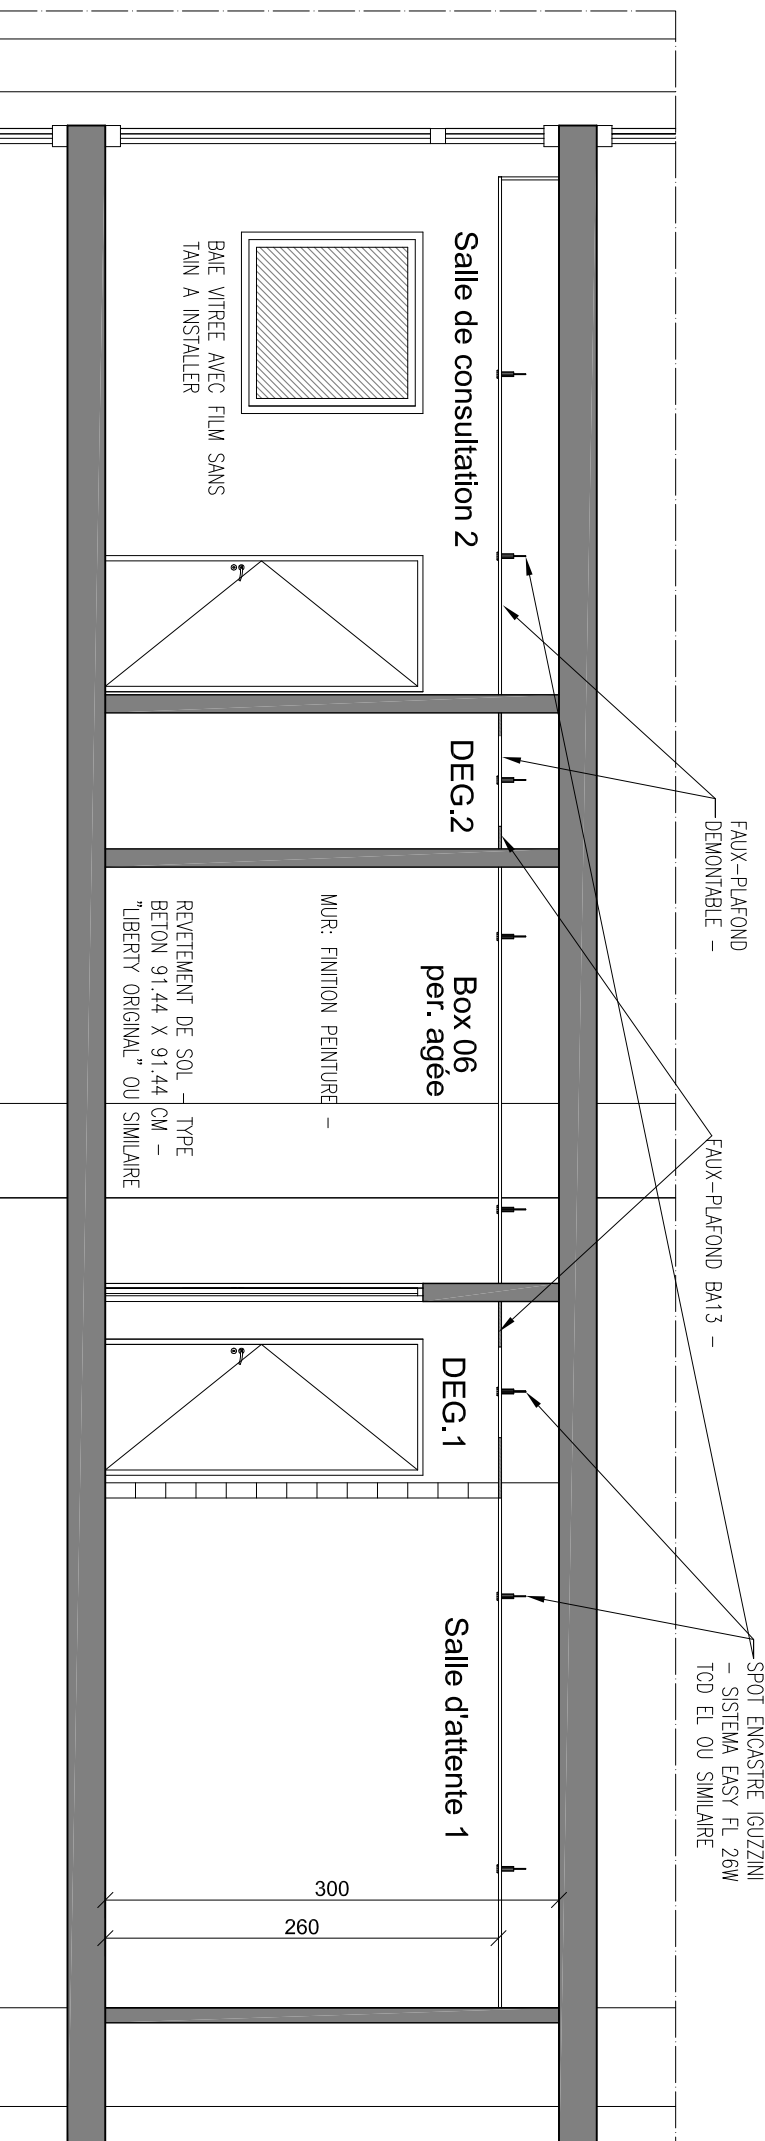 FAUX-PLAFOND
DEMONTABLE -
FAUX-PLAFOND BA13 -
SPOT ENCASTRE IGUZZINI
- SISTEMA EASY FL 26W
TCD EL OU SIMILAIRE
Salle de consultation 2
BAIE VITREE AVEC FILM SANS
TAIN A INSTALLER
DEG.2
Box 06
per. agée
MUR: FINITION PEINTURE -
REVETEMENT DE SOL - TYPE
BETON 91.44 X 91.44 CM -
"LIBERTY ORIGINAL" OU SIMILAIRE
DEG.1
Salle d'attente 1
300
260